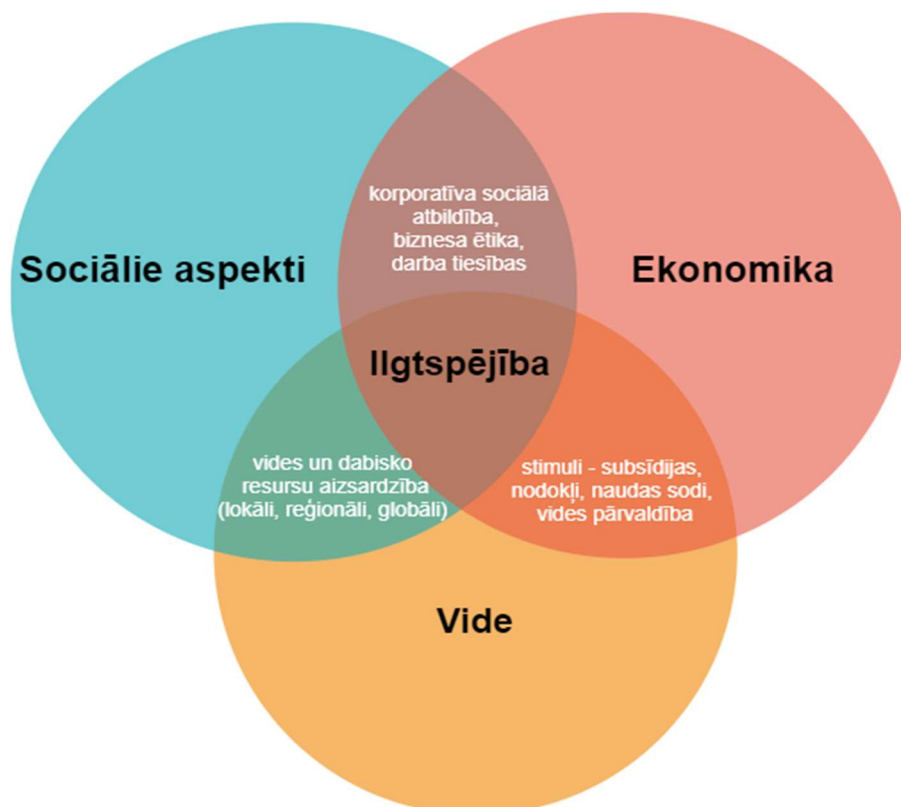 korporatīva sociālā
atbildība,
biznesa ētika,
darba tiesības
Sociālie aspekti
Ekonomika
Ilgtspējība
vides un dabisko
resursu aizsardzība
(lokāli, reģionāli, globāli)
stimuli - subsīdijas,
nodokļi, naudas sodi,
vides pārvaldība
Vide